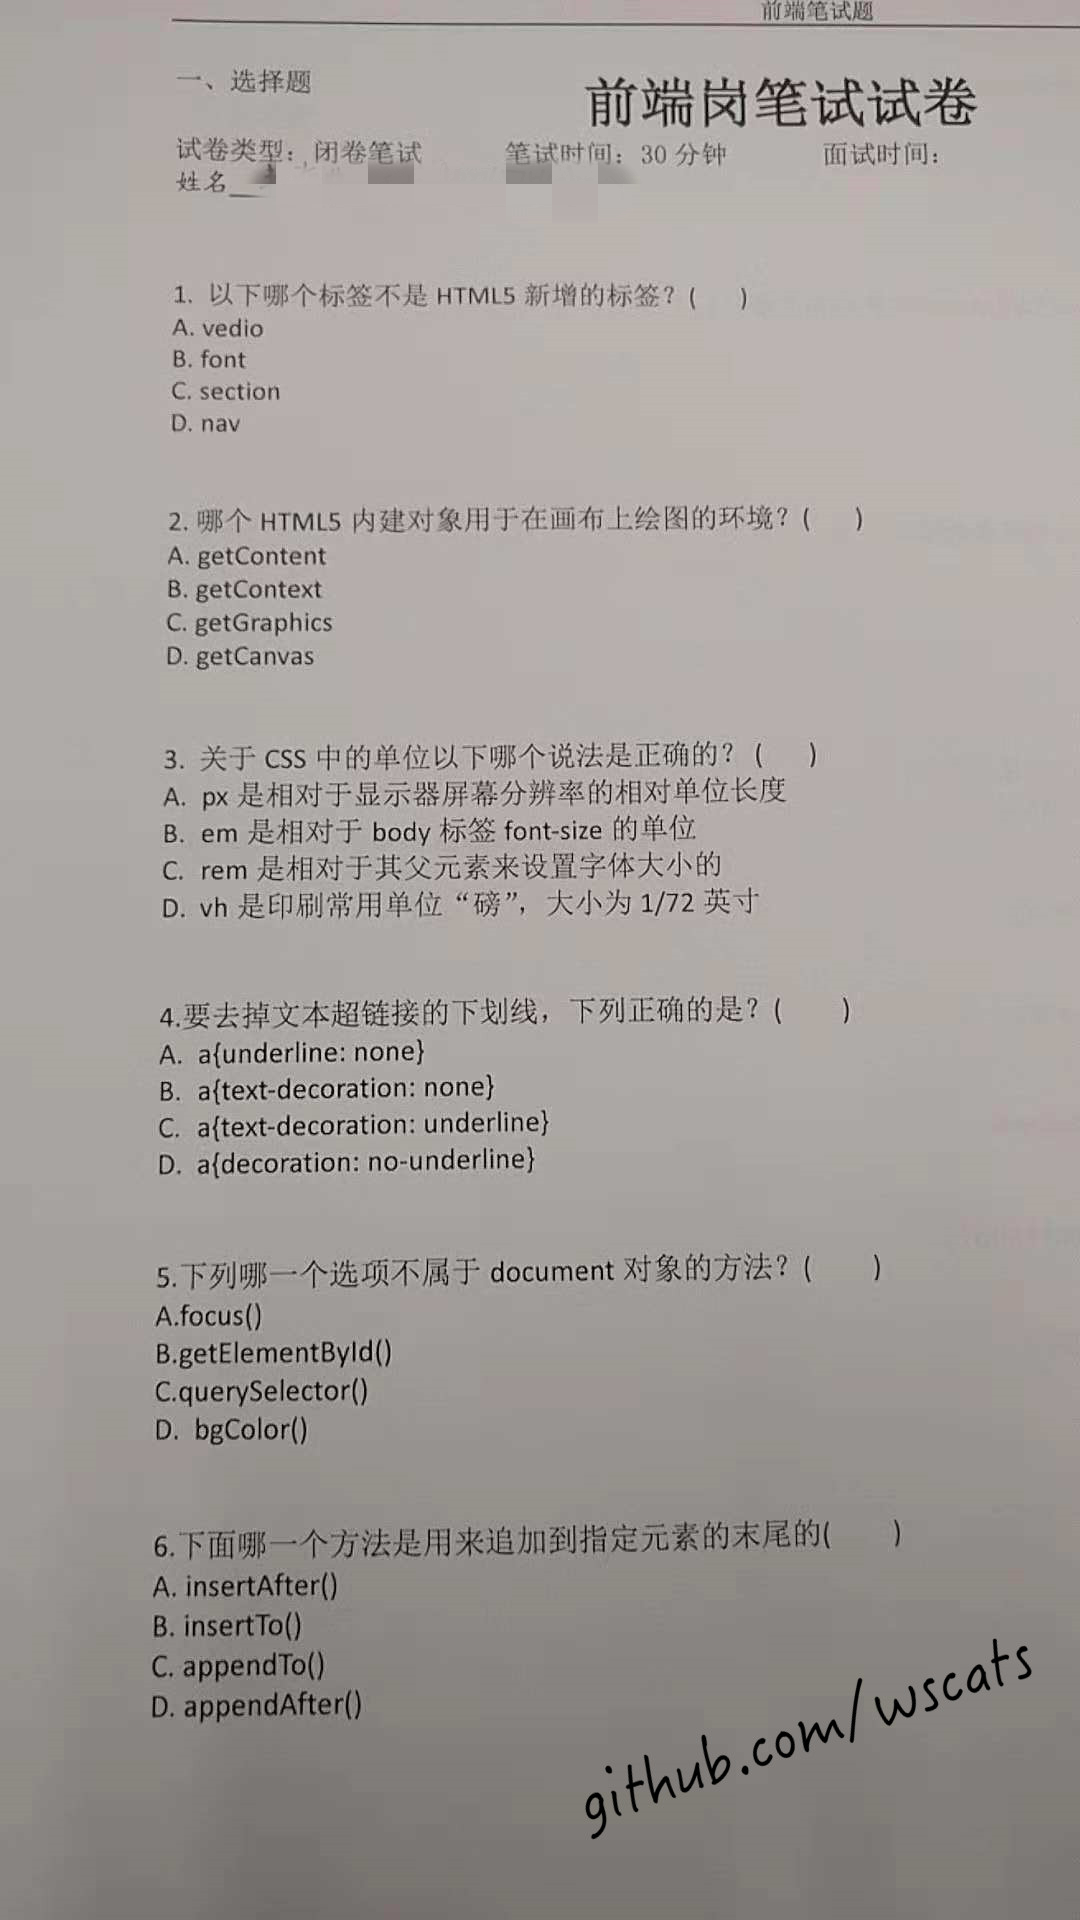 前端笔试题
一、选择题
前端岗笔试试卷
试卷类型：闭卷笔试 笔试时间：30 分钟 面试时间：
姓名__
1. 以下哪个标签不是 HTML5 新增的标签？( )
A. vedio
B. font
C. section
D. nav
2. 哪个 HTML5 内建对象用于在画布上绘图的环境？( )
A. getContent
B. getContext
C. getGraphics
D. getCanvas
3. 关于 CSS 中的单位以下哪个说法是正确的？ ( )
A. px 是相对于显示器屏幕分辨率的相对单位长度
B. em 是相对于 body 标签 font-size 的单位
C. rem 是相对于其父元素来设置字体大小的
D. vh 是印刷常用单位“磅”，大小为 1/72 英寸
4.要去掉文本超链接的下划线，下列正确的是？( )
A. a{underline: none}
B. a{text-decoration: none}
C. a{text-decoration: underline}
D. a{decoration: no-underline}
5.下列哪一个选项不属于 document 对象的方法？( )
A.focus()
B.getElementById()
C.querySelector()
D. bgColor()
6.下面哪一个方法是用来追加到指定元素的末尾的( )
A. insertAfter()
B. insertTo()
C. appendTo()
D. appendAfter()
github.com/wscats